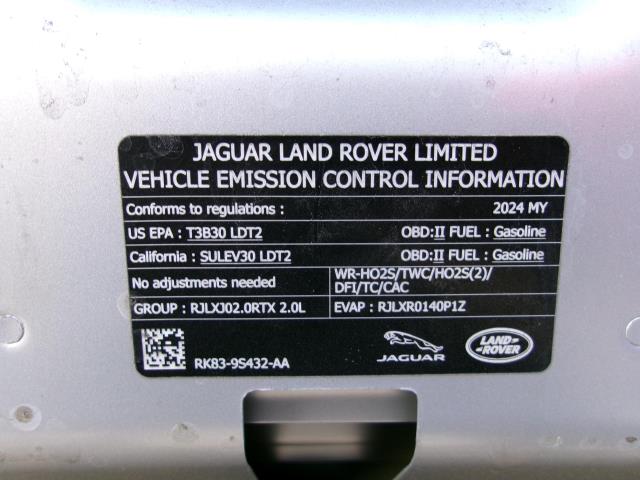 JAGUAR LAND ROVER LIMITED
VEHICLE EMISSION CONTROL INFORMATION
Conforms to regulations : 2024 MY
US EPA : T3B30 LDT2 OBD:II FUEL : Gasoline
California : SULEV30 LDT2 OBD:II FUEL : Gasoline
No adjustments needed WR-HO2S/TWC/HO2S(2)/
DFI/TC/CAC
GROUP : RJLXJ02.0RTX 2.0L EVAP : RJLXR0140P1Z
RK83-9S432-AA JAGUAR LAND-ROVER